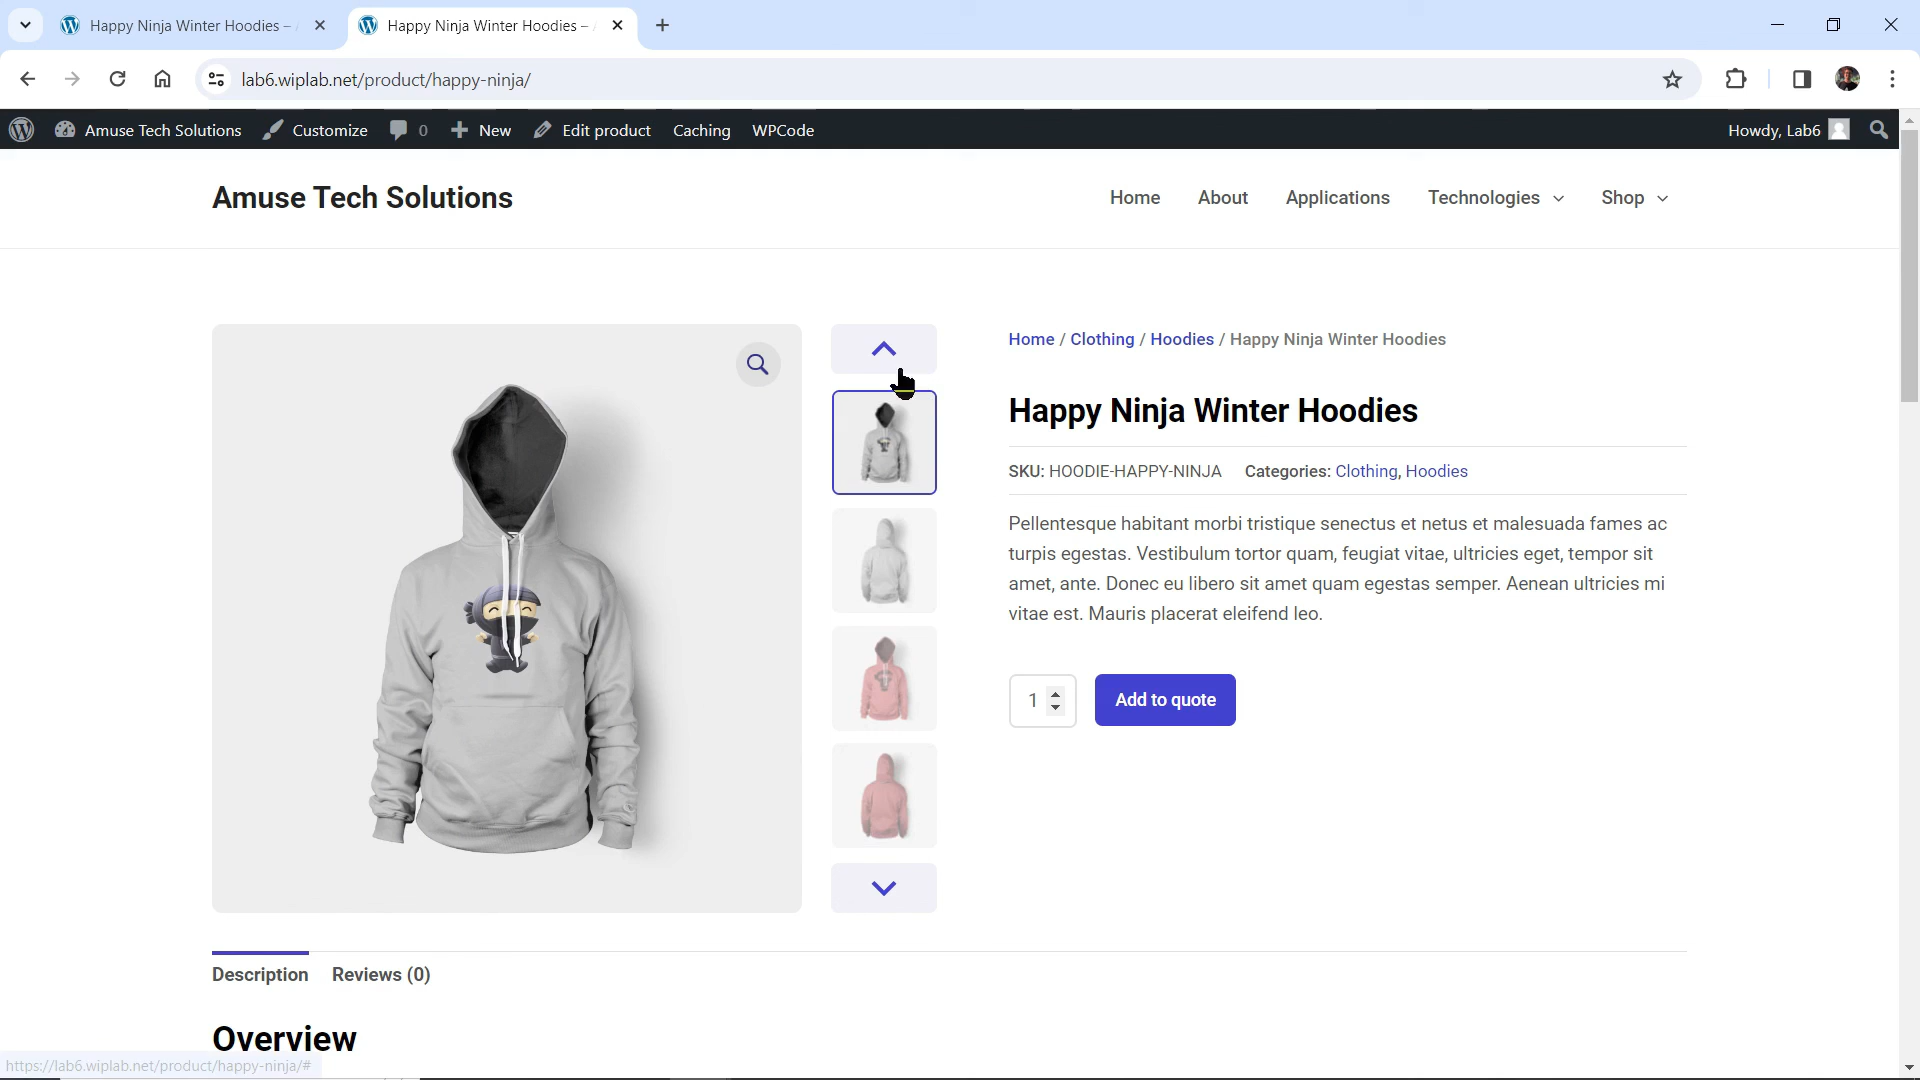 Happy Ninja Winter Hoodies –
Happy Ninja Winter Hoodies –
lab6.wiplab.net/product/happy-ninja/
Amuse Tech Solutions Customize 0 New Edit product Caching WPCode Howdy, Lab6
Amuse Tech Solutions
Home About Applications Technologies Shop
Home / Clothing / Hoodies / Happy Ninja Winter Hoodies
Happy Ninja Winter Hoodies
SKU: HOODIE-HAPPY-NINJA Categories: Clothing, Hoodies
Pellentesque habitant morbi tristique senectus et netus et malesuada fames ac
turpis egestas. Vestibulum tortor quam, feugiat vitae, ultricies eget, tempor sit
amet, ante. Donec eu libero sit amet quam egestas semper. Aenean ultricies mi
vitae est. Mauris placerat eleifend leo.
1 Add to quote
Description Reviews (0)
Overview
https://lab6.wiplab.net/product/happy-ninja/#